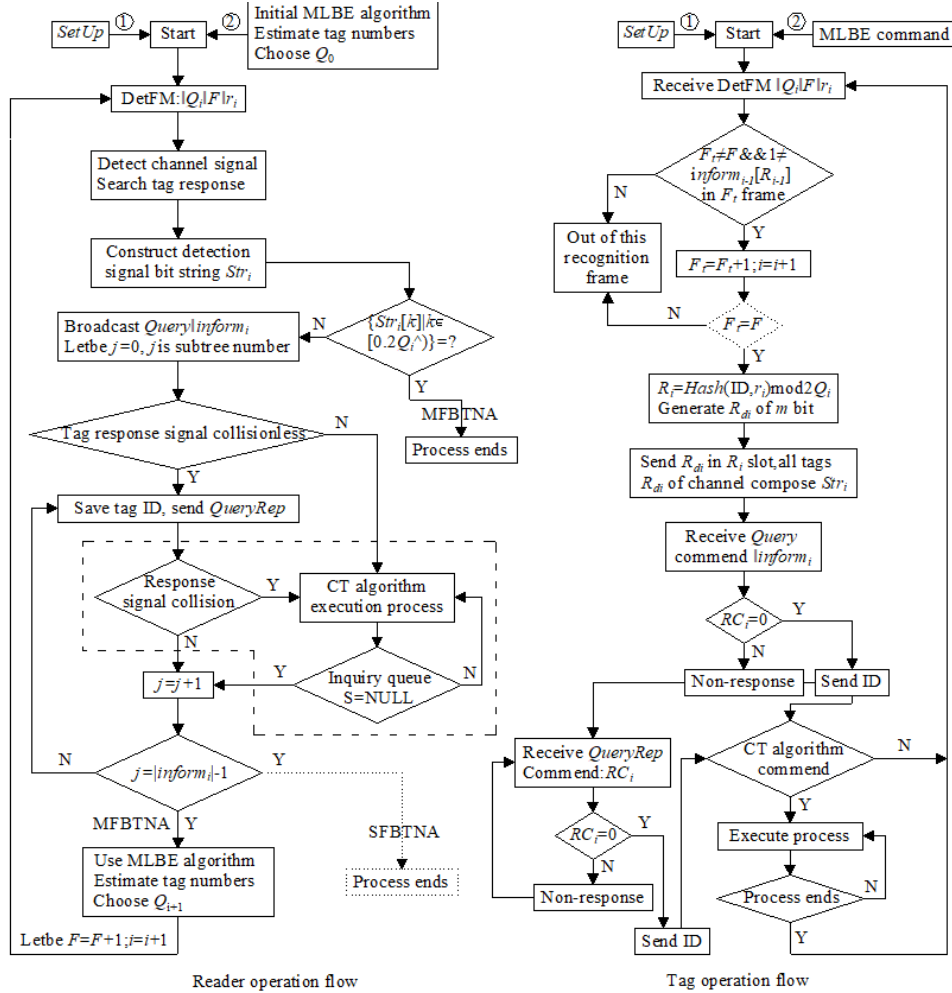 SetUp
①
Start
②
Initial MLBE algorithm
Estimate tag numbers
Choose Q₀
DetFM:|Qᵢ|F|rᵢ
Detect channel signal
Search tag response
Construct detection
signal bit string Strᵢ
Broadcast Query|informᵢ
Letbe j=0, j is subtree number
N
{Strᵢ[k]|k∈
[0.2Qᵢ^)}=?
Y
MFBTNA
Process ends
Tag response signal collisionless
N
Y
Save tag ID, send QueryRep
Response
signal collision
Y
N
CT algorithm
execution process
Inquiry queue
S=NULL
Y
N
j=j+1
j=|informᵢ|-1
N
Y
MFBTNA
Y
SFBTNA
Process ends
Use MLBE algorithm
Estimate tag numbers
Choose Qᵢ₊₁
Letbe F=F+1;i=i+1
Reader operation flow
SetUp
①
Start
②
MLBE command
Receive DetFM |Qᵢ|F|rᵢ
Fₜ≠F&&1≠
informᵢ₋₁[Rᵢ₋₁]
in Fₜ frame
N
Y
Out of this
recognition
frame
Fₜ=Fₜ+1;i=i+1
N
Fₜ=F
Y
Rᵢ=Hash(ID,rᵢ)mod2Qᵢ
Generate R_di of m bit
Send R_di in Rᵢ slot,all tags
R_di of channel compose Strᵢ
Receive Query
commend |informᵢ
RCᵢ=0
Y
N
Non-response
Send ID
Receive QueryRep
Commend:RCᵢ
CT algorithm
commend
N
Y
RCᵢ=0
Y
N
Non-response
Send ID
Execute process
Process ends
N
Y
Tag operation flow